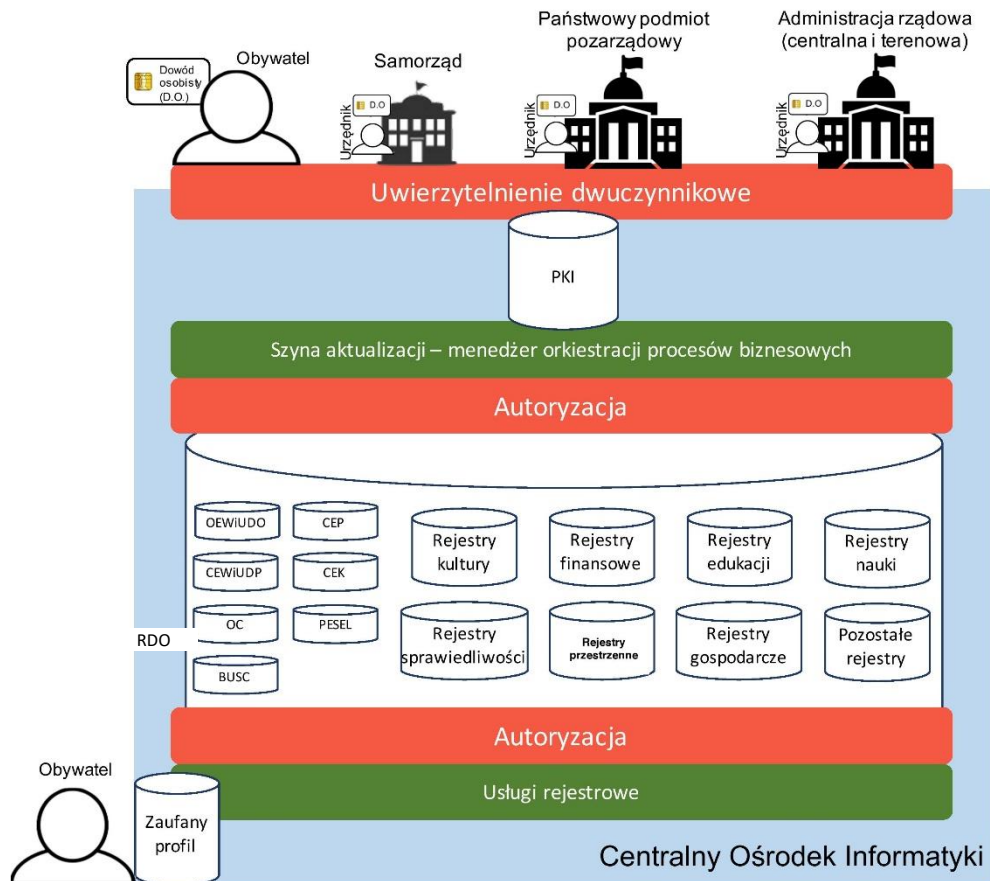 Obywatel
Dowód
osobisty
(D.O.)
Samorząd
Urzędnik
D.O
Państwowy podmiot
pozarządowy
Urzędnik
D.O
Administracja rządowa
(centralna i terenowa)
Urzędnik
D.O
Uwierzytelnienie dwuczynnikowe
PKI
Szyna aktualizacji – menedżer orkiestracji procesów biznesowych
Autoryzacja
OEWiUDO
CEP
CEWiUDP
CEK
OC
PESEL
RDO
BUSC
Rejestry
kultury
Rejestry
finansowe
Rejestry
edukacji
Rejestry
nauki
Rejestry
sprawiedliwości
Rejestry
przestrzenne
Rejestry
gospodarcze
Pozostałe
rejestry
Autoryzacja
Usługi rejestrowe
Obywatel
Zaufany
profil
Centralny Ośrodek Informatyki